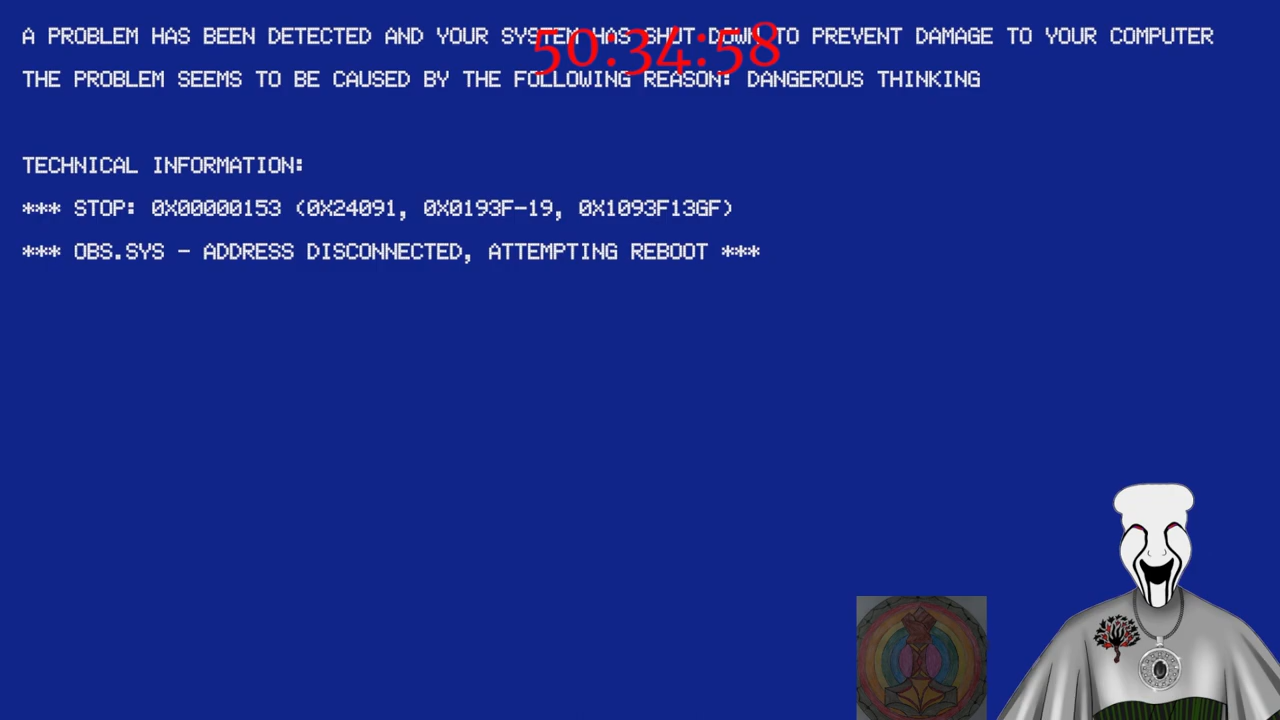 A PROBLEM HAS BEEN DETECTED AND YOUR SYSTEM HAS SHUT DOWN TO PREVENT DAMAGE TO YOUR COMPUTER
50:34:58
THE PROBLEM SEEMS TO BE CAUSED BY THE FOLLOWING REASON: DANGEROUS THINKING
TECHNICAL INFORMATION:
*** STOP: 0X00000153 (0X24091, 0X0193F-19, 0X1093F13GF)
*** OBS.SYS - ADDRESS DISCONNECTED, ATTEMPTING REBOOT ***